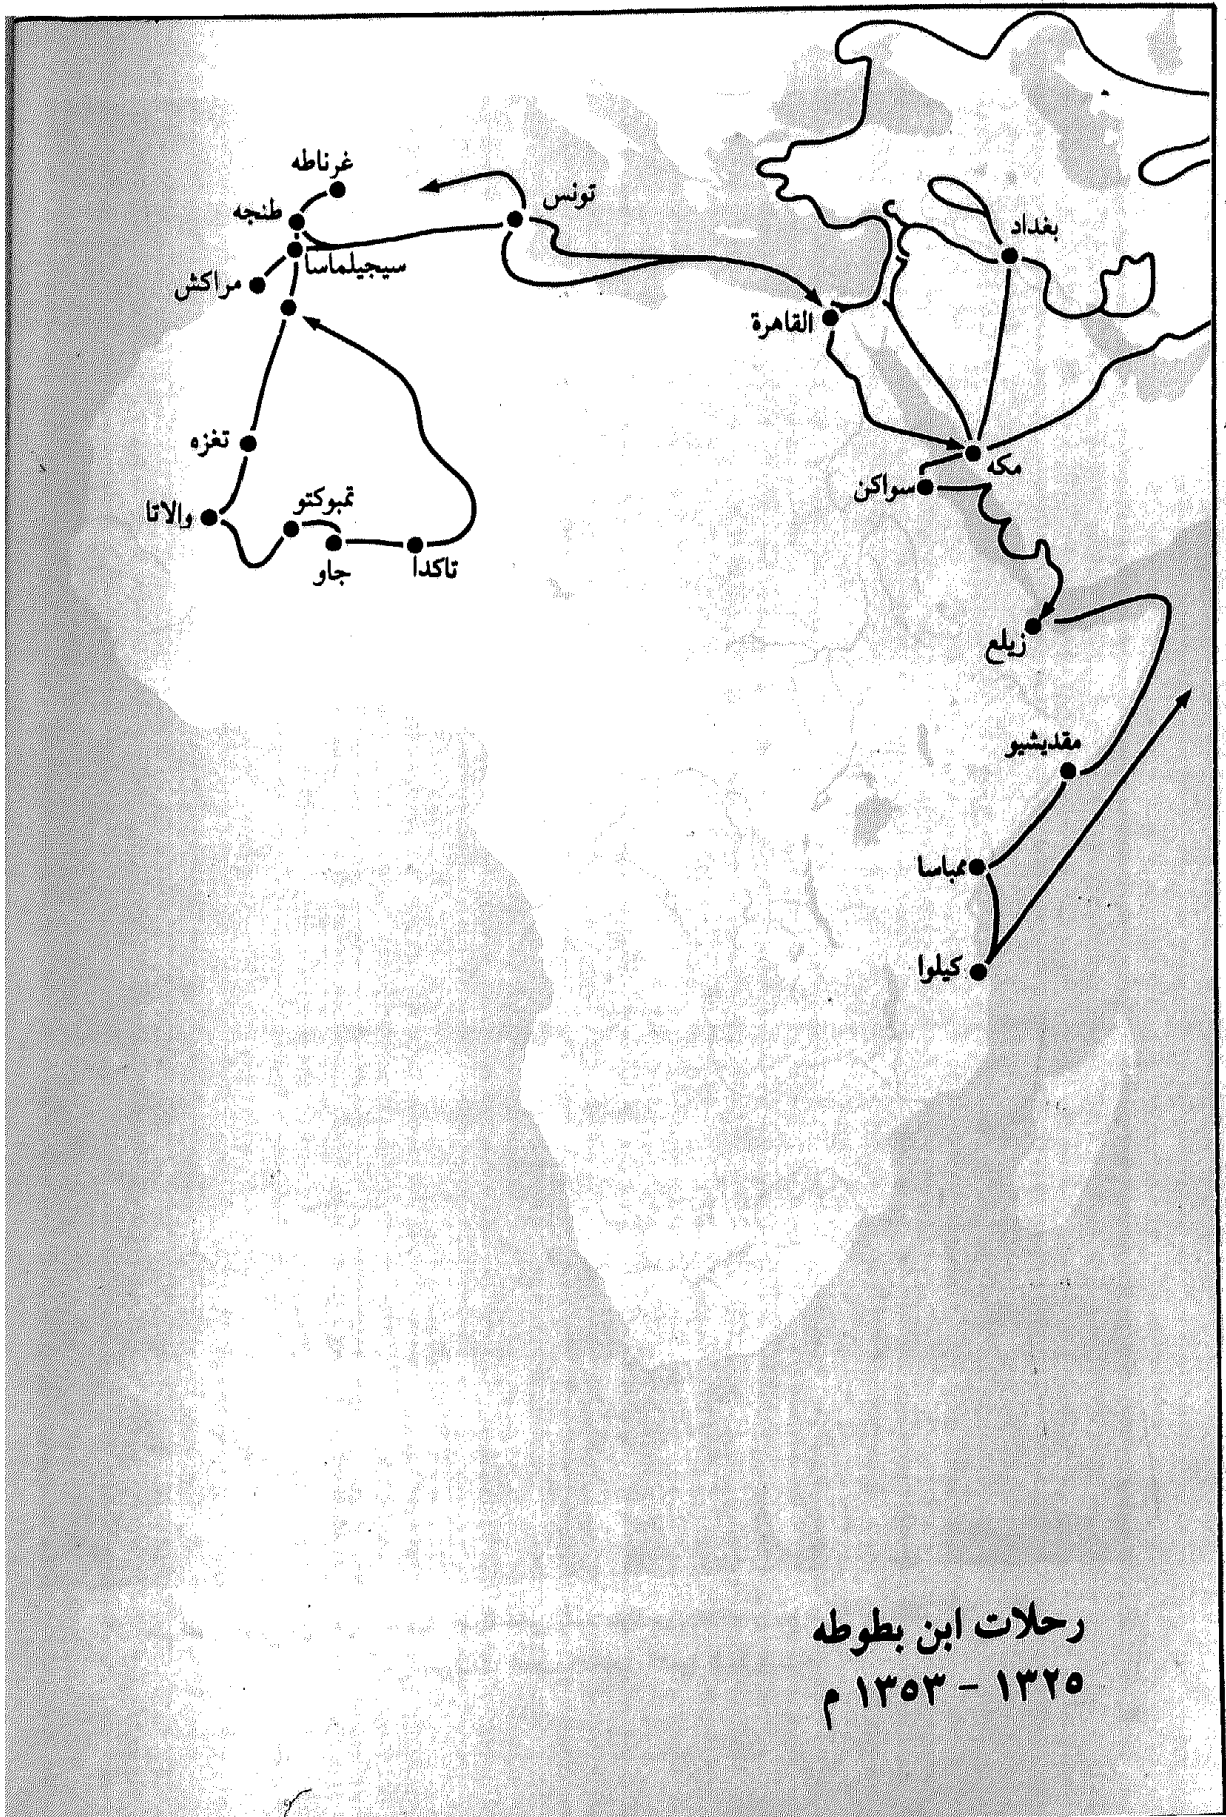 غرناطه
طنجه
تونس
سيجيلماسا
مراكش
بغداد
القاهرة
تغزه
مكه
سواكن
والاتا
تمبوكتو
جاو
تاكدا
زيلع
مقديشيو
ممباسا
كيلوا
رحلات ابن بطوطه
١٣٢٥ - ١٣٥٣ م